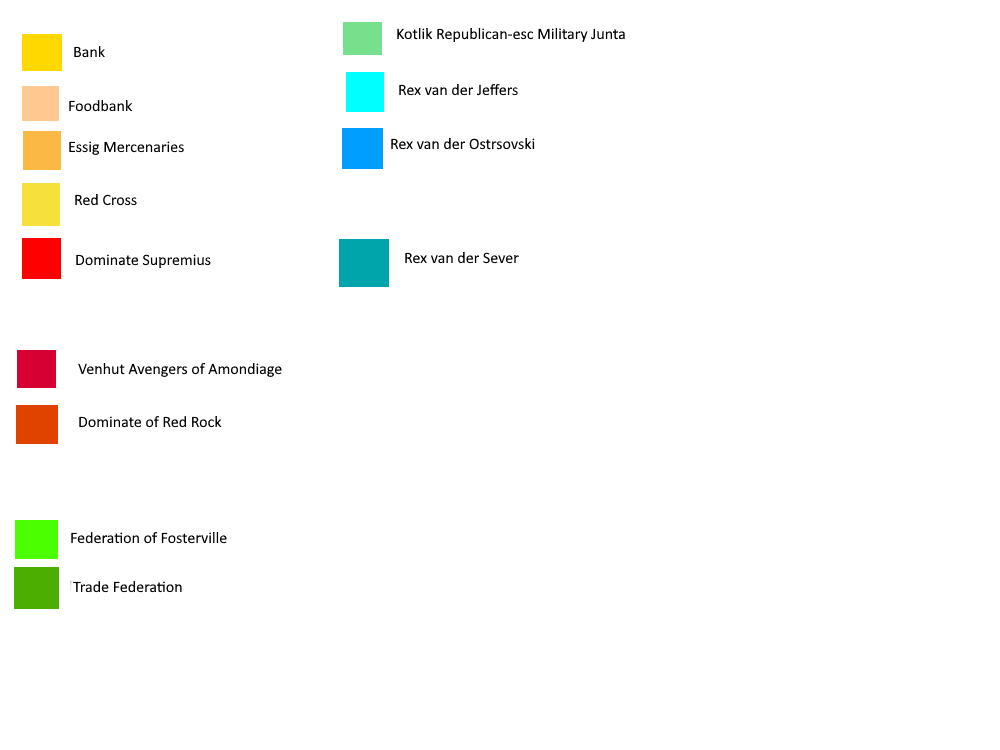 Bank
Foodbank
Essig Mercenaries
Red Cross
Dominate Supremius
Venhut Avengers of Amondiage
Dominate of Red Rock
Federation of Fosterville
Trade Federation
Kotlik Republican-esc Military Junta
Rex van der Jeffers
Rex van der Ostrsovski
Rex van der Sever